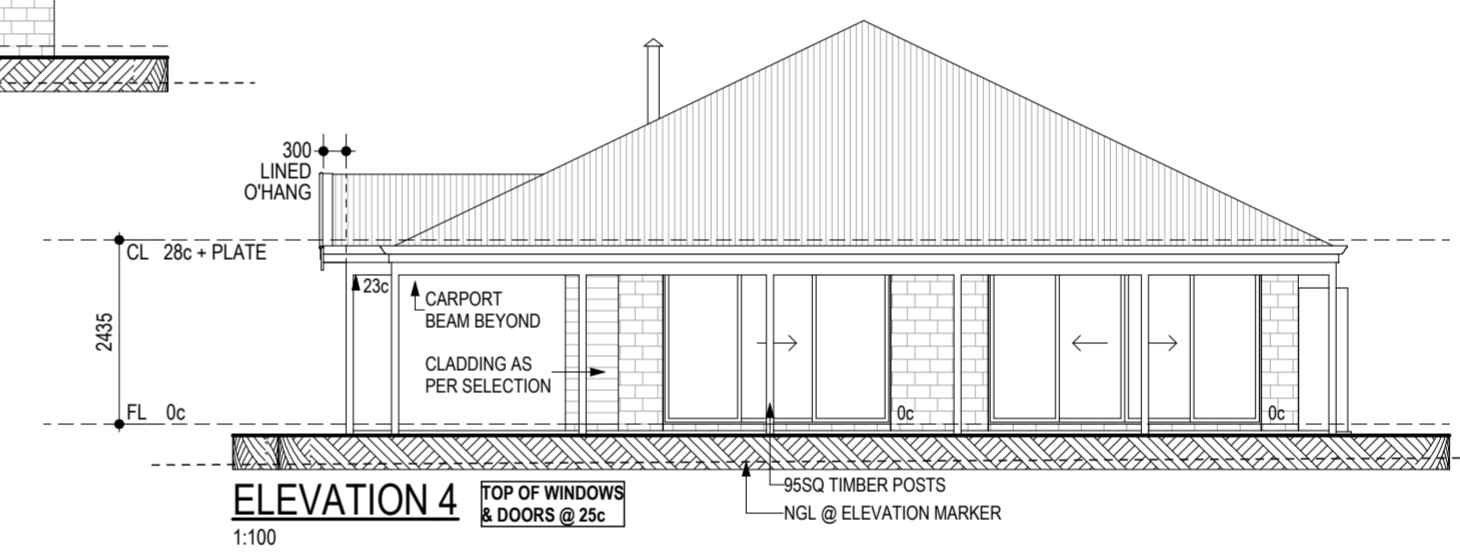 300
LINED
O'HANG
CL 28c + PLATE
2435
23c
CARPORT
BEAM BEYOND
CLADDING AS
PER SELECTION
FL 0c
0c
0c
95SQ TIMBER POSTS
NGL @ ELEVATION MARKER
ELEVATION 4
TOP OF WINDOWS
& DOORS @ 25c
1:100